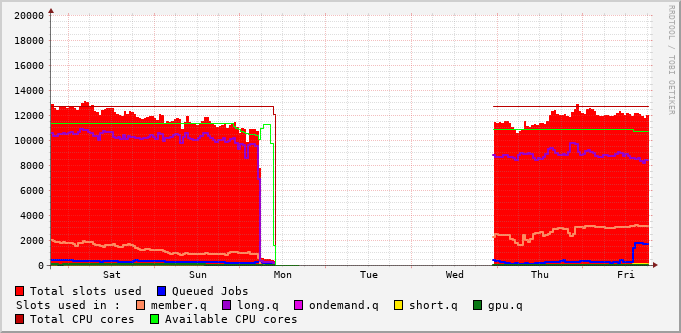 20000
18000
16000
14000
12000
10000
8000
6000
4000
2000
0
Sat Sun Mon Tue Wed Thu Fri
RRDTOOL / TOBI OETIKER
Total slots used Queued Jobs
Slots used in : member.q long.q ondemand.q short.q gpu.q
Total CPU cores Available CPU cores